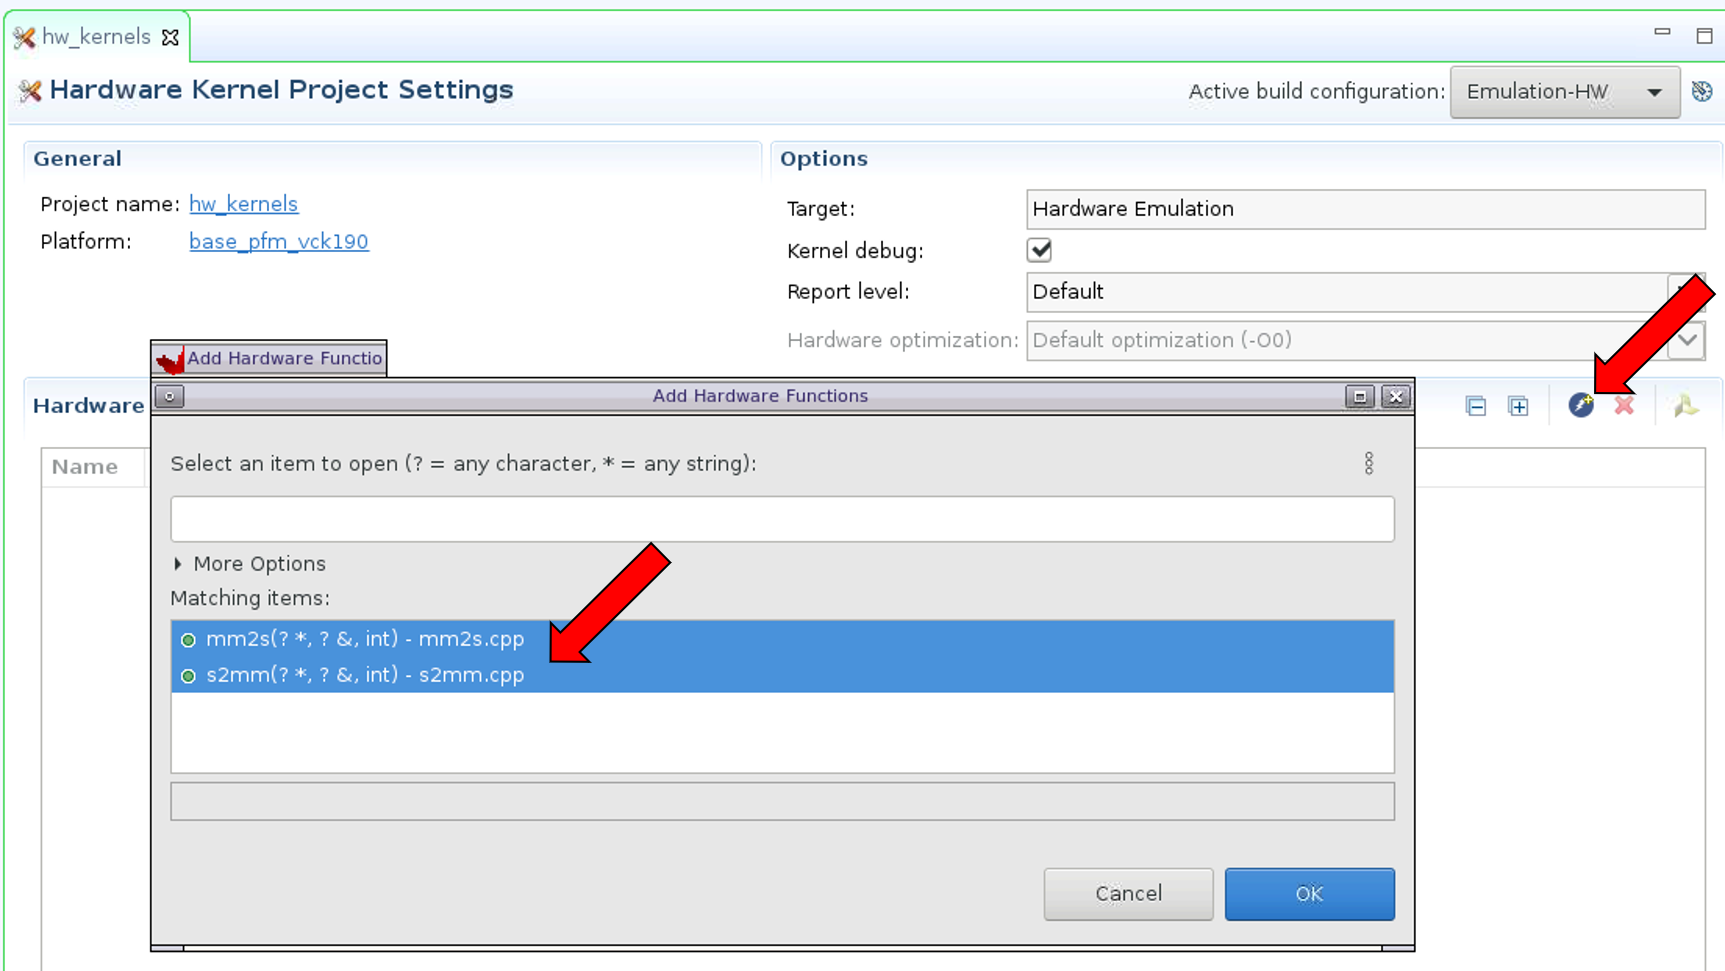 hw_kernels
Hardware Kernel Project Settings
Active build configuration: Emulation-HW
General
Project name: hw_kernels
Platform: base_pfm_vck190
Options
Target: Hardware Emulation
Kernel debug:
Report level: Default
Hardware optimization: Default optimization (-O0)
Add Hardware Functio
Hardware
Add Hardware Functions
Name
Select an item to open (? = any character, * = any string):
More Options
Matching items:
mm2s(? *, ? &, int) - mm2s.cpp
s2mm(? *, ? &, int) - s2mm.cpp
Cancel
OK